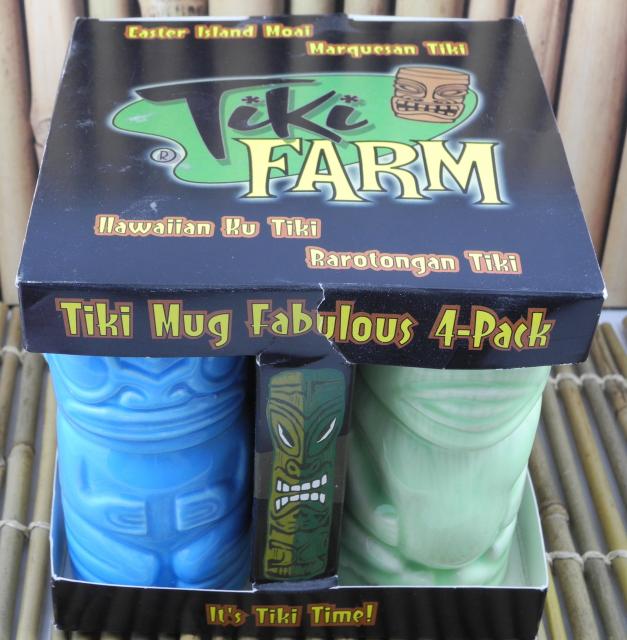 Easter Island Moai
Marquesan Tiki
Tiki
® FARM
Hawaiian Ku Tiki
Rarotongan Tiki
Tiki Mug Fabulous 4-Pack
It's Tiki Time!